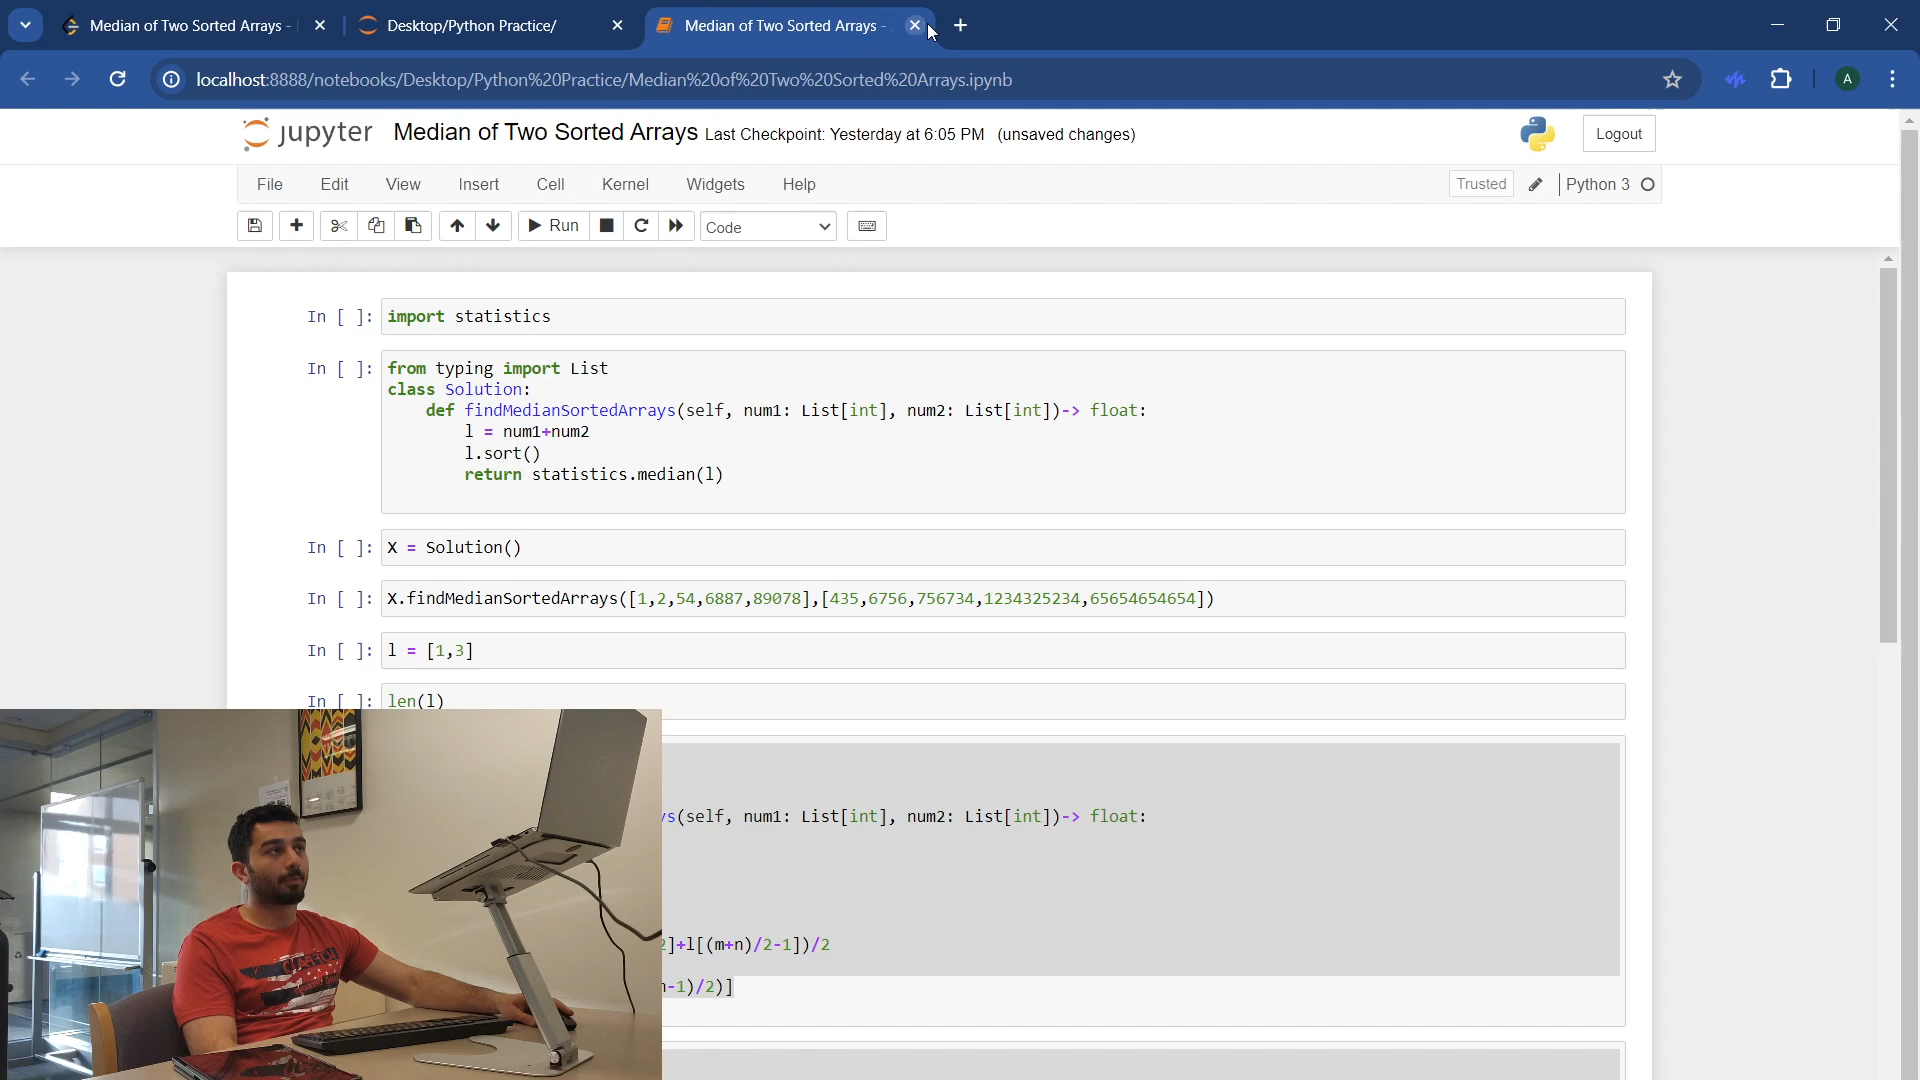 Median of Two Sorted Arrays -
Desktop/Python Practice/
Median of Two Sorted Arrays -
localhost:8888/notebooks/Desktop/Python%20Practice/Median%20of%20Two%20Sorted%20Arrays.ipynb
A
jupyter Median of Two Sorted Arrays Last Checkpoint: Yesterday at 6:05 PM (unsaved changes)
Logout
File Edit View Insert Cell Kernel Widgets Help
Trusted Python 3
Run Code
In [ ]: import statistics
In [ ]: from typing import List
class Solution:
def findMedianSortedArrays(self, num1: List[int], num2: List[int])-> float:
l = num1+num2
l.sort()
return statistics.median(l)
In [ ]: X = Solution()
In [ ]: X.findMedianSortedArrays([1,2,54,6887,89078],[435,6756,756734,1234325234,65654654654])
In [ ]: l = [1,3]
In [ ]: len(l)
ys(self, num1: List[int], num2: List[int])-> float:
2]+l[(m+n)/2-1])/2
n-1)/2)]